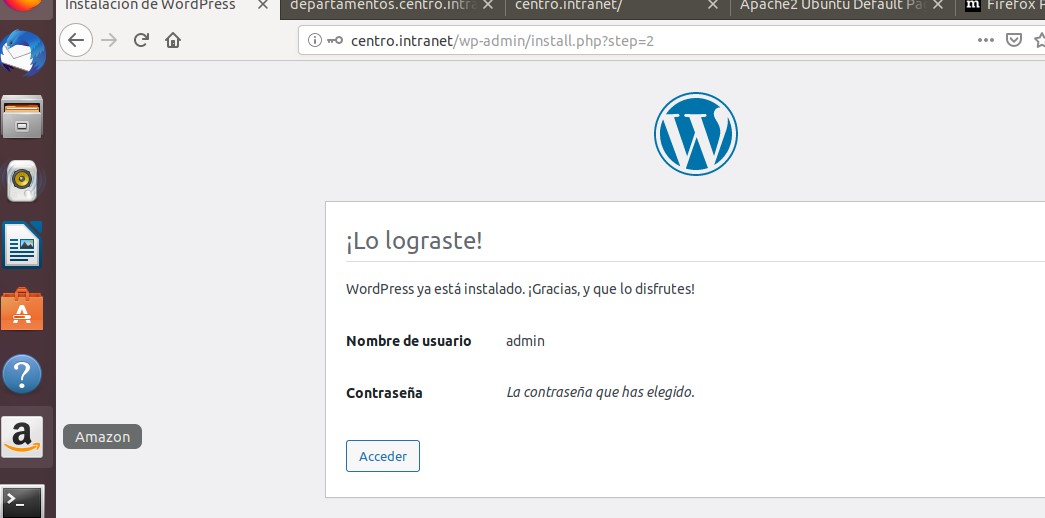 Instalación de WordPress
departamentos.centro.intra
centro.intranet/
Apache2 Ubuntu Default Pa
Firefox P
centro.intranet/wp-admin/install.php?step=2
¡Lo lograste!
WordPress ya está instalado. ¡Gracias, y que lo disfrutes!
Nombre de usuario admin
Contraseña La contraseña que has elegido.
Amazon
Acceder